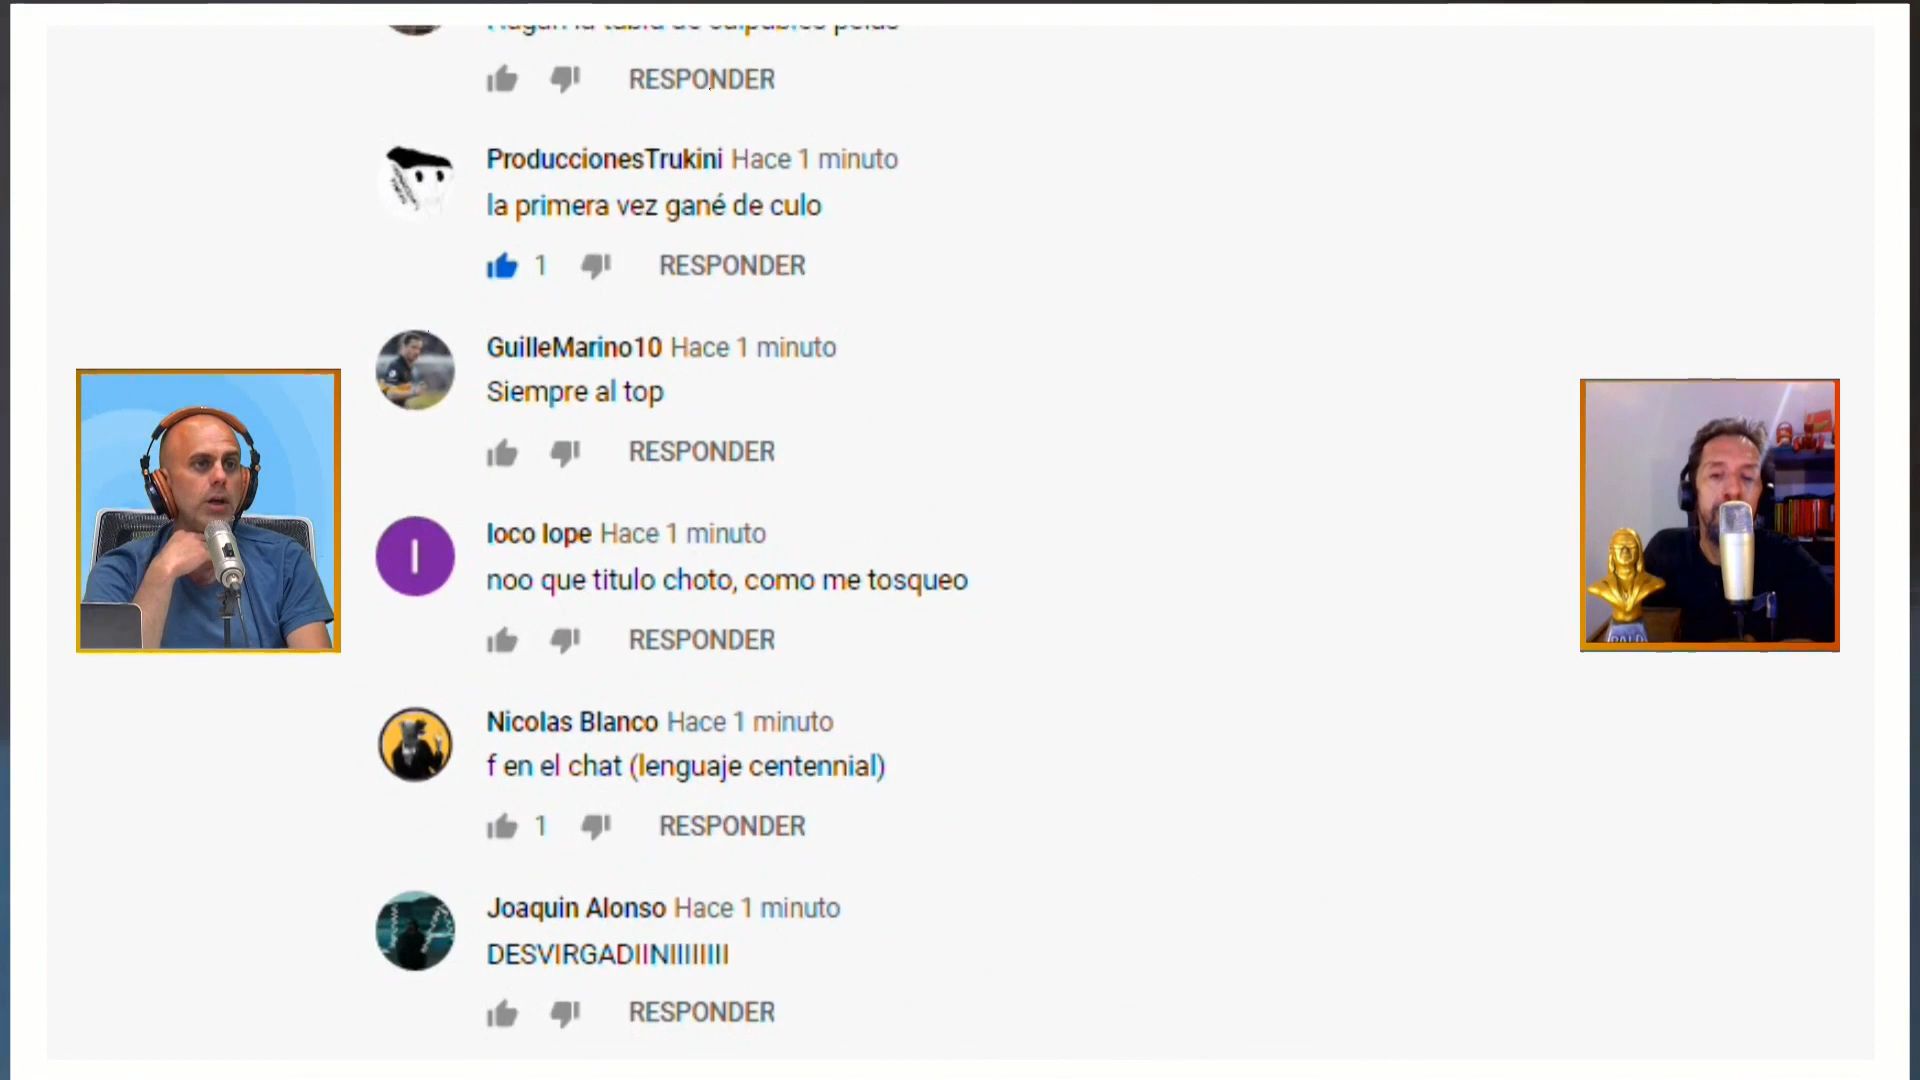 RESPONDER
ProduccionesTrukini Hace 1 minuto
la primera vez gané de culo
1 RESPONDER
GuilleMarino10 Hace 1 minuto
Siempre al top
RESPONDER
loco lope Hace 1 minuto
noo que titulo choto, como me tosqueo
RESPONDER
Nicolas Blanco Hace 1 minuto
f en el chat (lenguaje centennial)
1 RESPONDER
Joaquin Alonso Hace 1 minuto
DESVIRGADIINIIIIIIII
RESPONDER